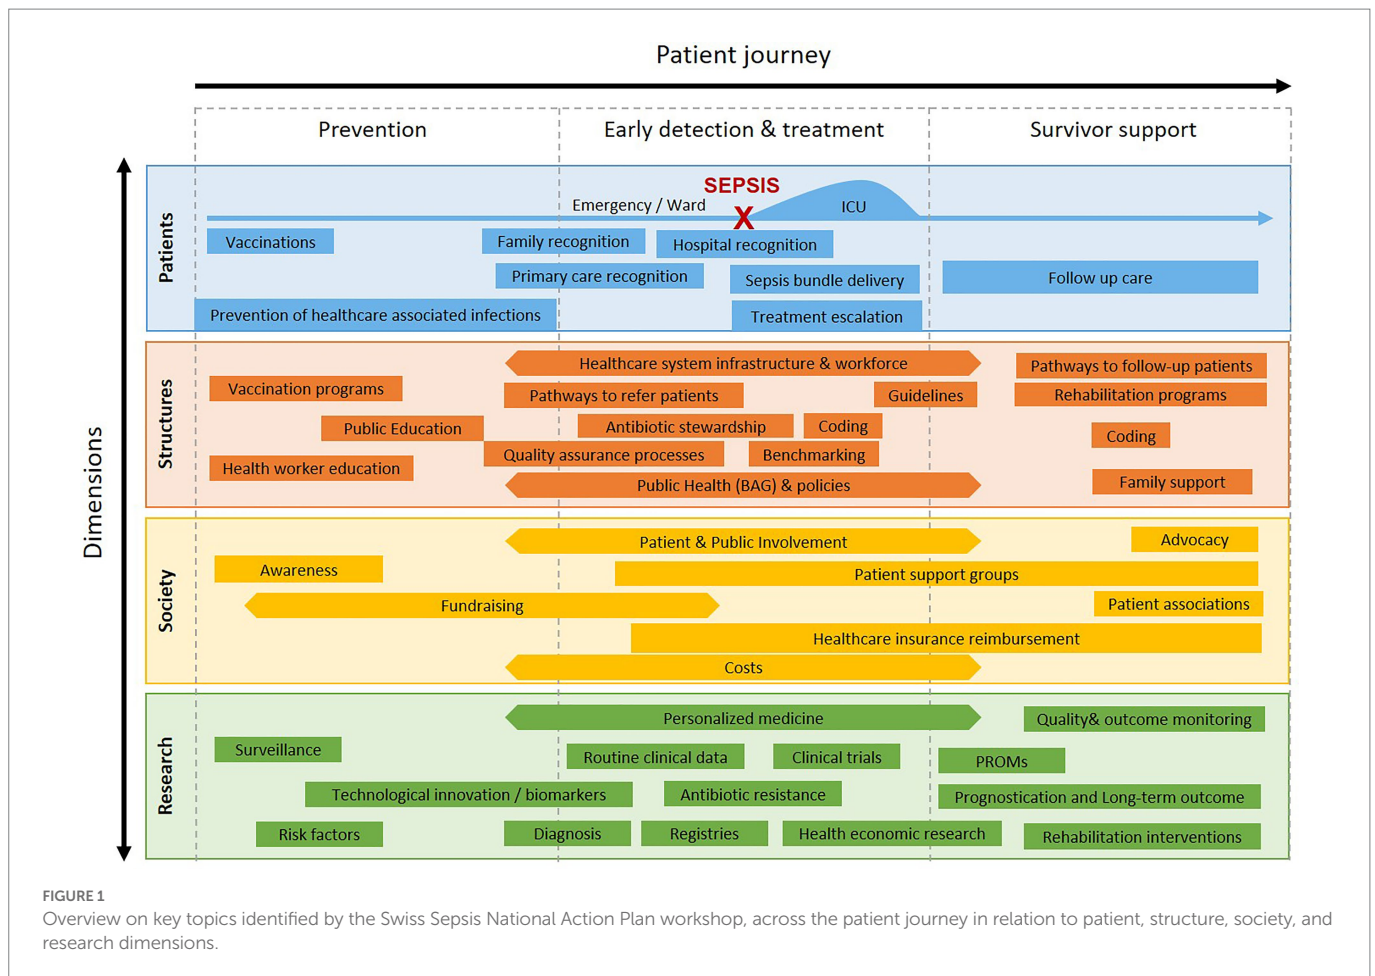 Patient journey
Prevention
Early detection & treatment
Survivor support
Dimensions
Patients
SEPSIS
X
Emergency / Ward
ICU
Vaccinations
Family recognition
Hospital recognition
Primary care recognition
Sepsis bundle delivery
Follow up care
Prevention of healthcare associated infections
Treatment escalation
Structures
Healthcare system infrastructure & workforce
Pathways to follow-up patients
Vaccination programs
Pathways to refer patients
Guidelines
Rehabilitation programs
Public Education
Antibiotic stewardship
Coding
Coding
Health worker education
Quality assurance processes
Benchmarking
Public Health (BAG) & policies
Family support
Society
Patient & Public Involvement
Advocacy
Awareness
Patient support groups
Fundraising
Patient associations
Healthcare insurance reimbursement
Costs
Research
Personalized medicine
Quality& outcome monitoring
Surveillance
Routine clinical data
Clinical trials
PROMs
Technological innovation / biomarkers
Antibiotic resistance
Prognostication and Long-term outcome
Risk factors
Diagnosis
Registries
Health economic research
Rehabilitation interventions
FIGURE 1
Overview on key topics identified by the Swiss Sepsis National Action Plan workshop, across the patient journey in relation to patient, structure, society, and
research dimensions.